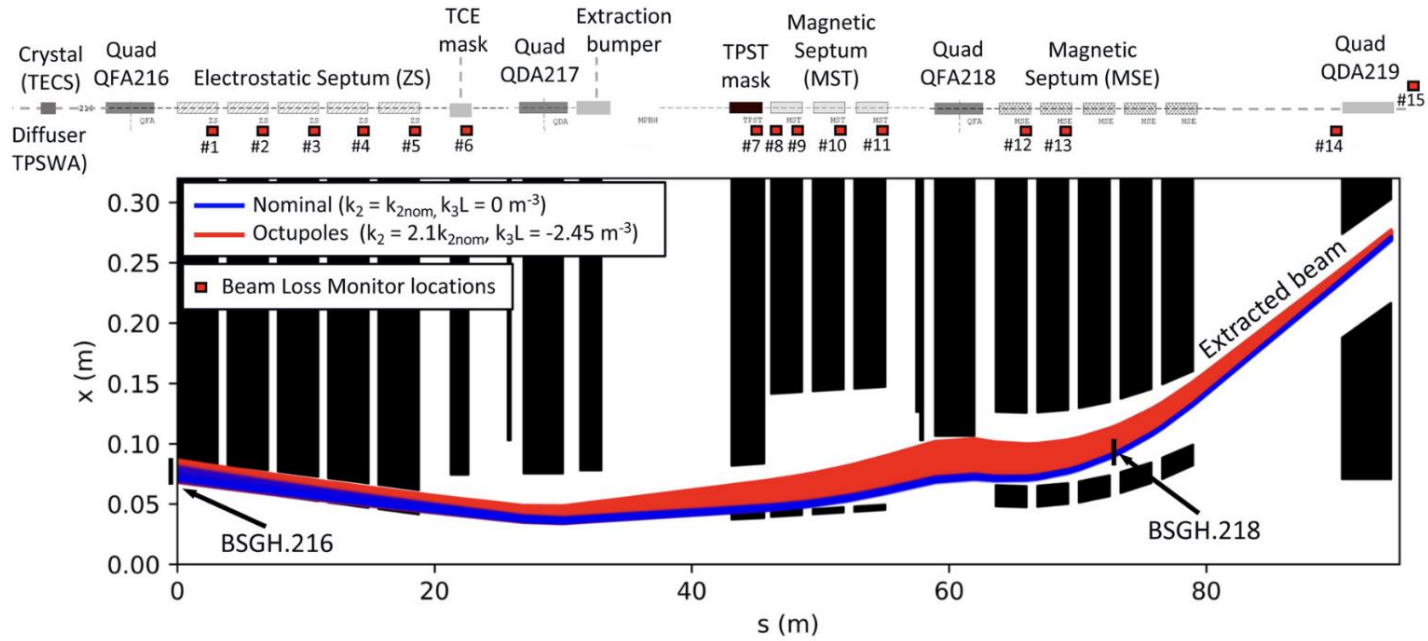 Crystal
(TECS)
Quad
QFA216
Electrostatic Septum (ZS)
TCE
mask
Quad
QDA217
Extraction
bumper
TPST
mask
Magnetic
Septum
(MST)
Quad
QFA218
Magnetic
Septum (MSE)
Quad
QDA219
Diffuser
TPSWA
QFA
ZS
ZS
ZS
ZS
ZS
QDA
MPBH
TPST
MST
MST
MST
QFA
MSE
MSE
MSE
MSE
MSE
#1
#2
#3
#4
#5
#6
#7
#8
#9
#10
#11
#12
#13
#14
#15
Nominal (k₂ = k₂nom, k₃L = 0 m⁻³)
Octupoles (k₂ = 2.1k₂nom, k₃L = -2.45 m⁻³)
Beam Loss Monitor locations
Extracted beam
BSGH.216
BSGH.218
x (m)
0.30
0.25
0.20
0.15
0.10
0.05
0.00
0
20
40
60
80
s (m)